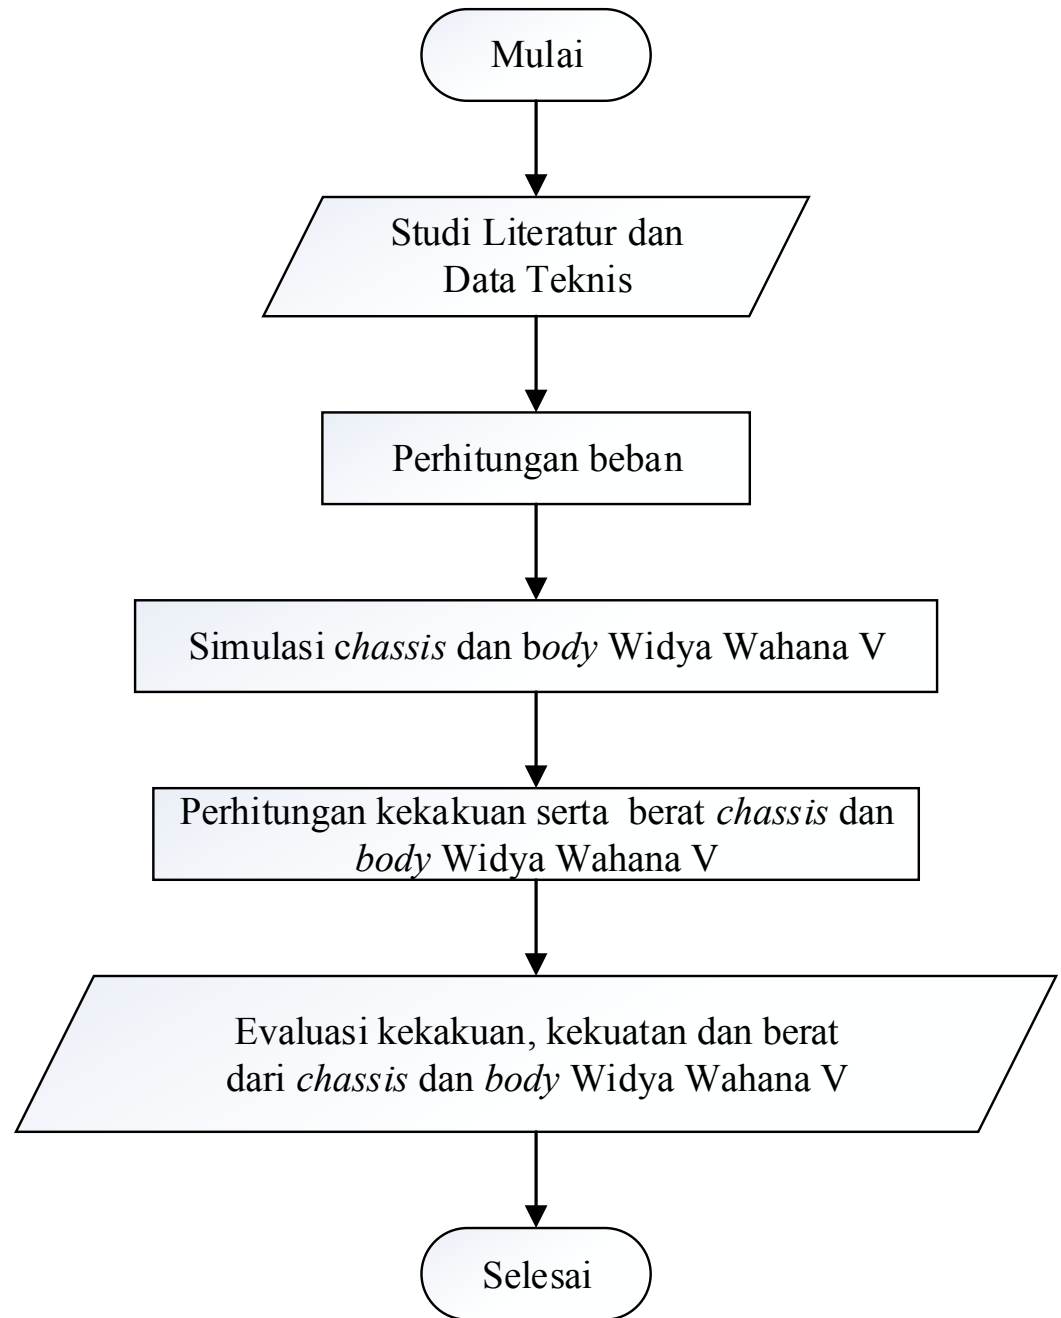 Mulai
Studi Literatur dan
Data Teknis
Perhitungan beban
Simulasi chassis dan body Widya Wahana V
Perhitungan kekakuan serta  berat chassis dan
body Widya Wahana V
Evaluasi kekakuan, kekuatan dan berat
dari chassis dan body Widya Wahana V
Selesai